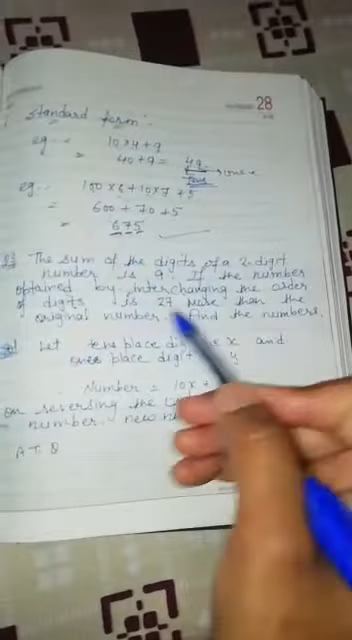 Standard form:
28
eg:- 10×4+9
= 40+9 = 49 → one's
tens
eg:- 100×6+10×7+5
= 600+70+5
= 675
The sum of the digits of a 2-digit
number is 9. If the number
obtained by interchanging the order
of digits is 27 more than the
original number. Find the numbers.
Let tens place x and
ones place digit y
Number = 10x +
On reversing the
number, new
A T Q